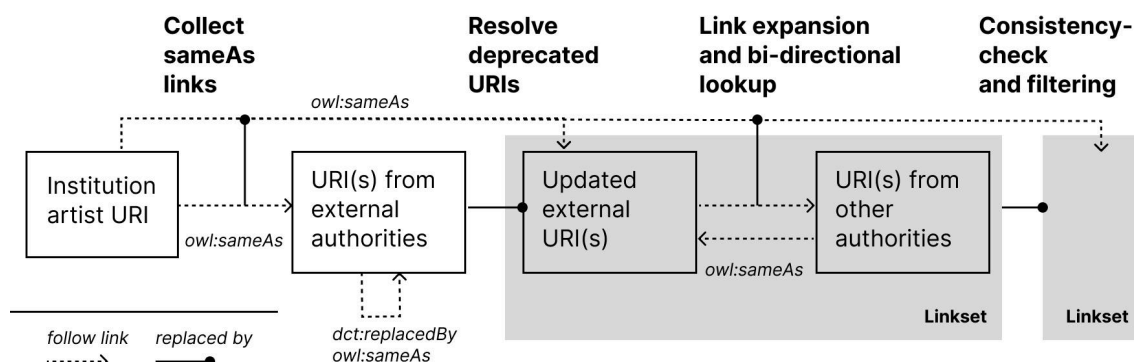 Collect
sameAs
links
Resolve
deprecated
URIs
Link expansion
and bi-directional
lookup
Consistency-
check
and filtering
owl:sameAs
Institution
artist URI
owl:sameAs
URI(s) from
external
authorities
dct:replacedBy
owl:sameAs
Updated
external
URI(s)
owl:sameAs
URI(s) from
other
authorities
Linkset
Linkset
follow link
replaced by